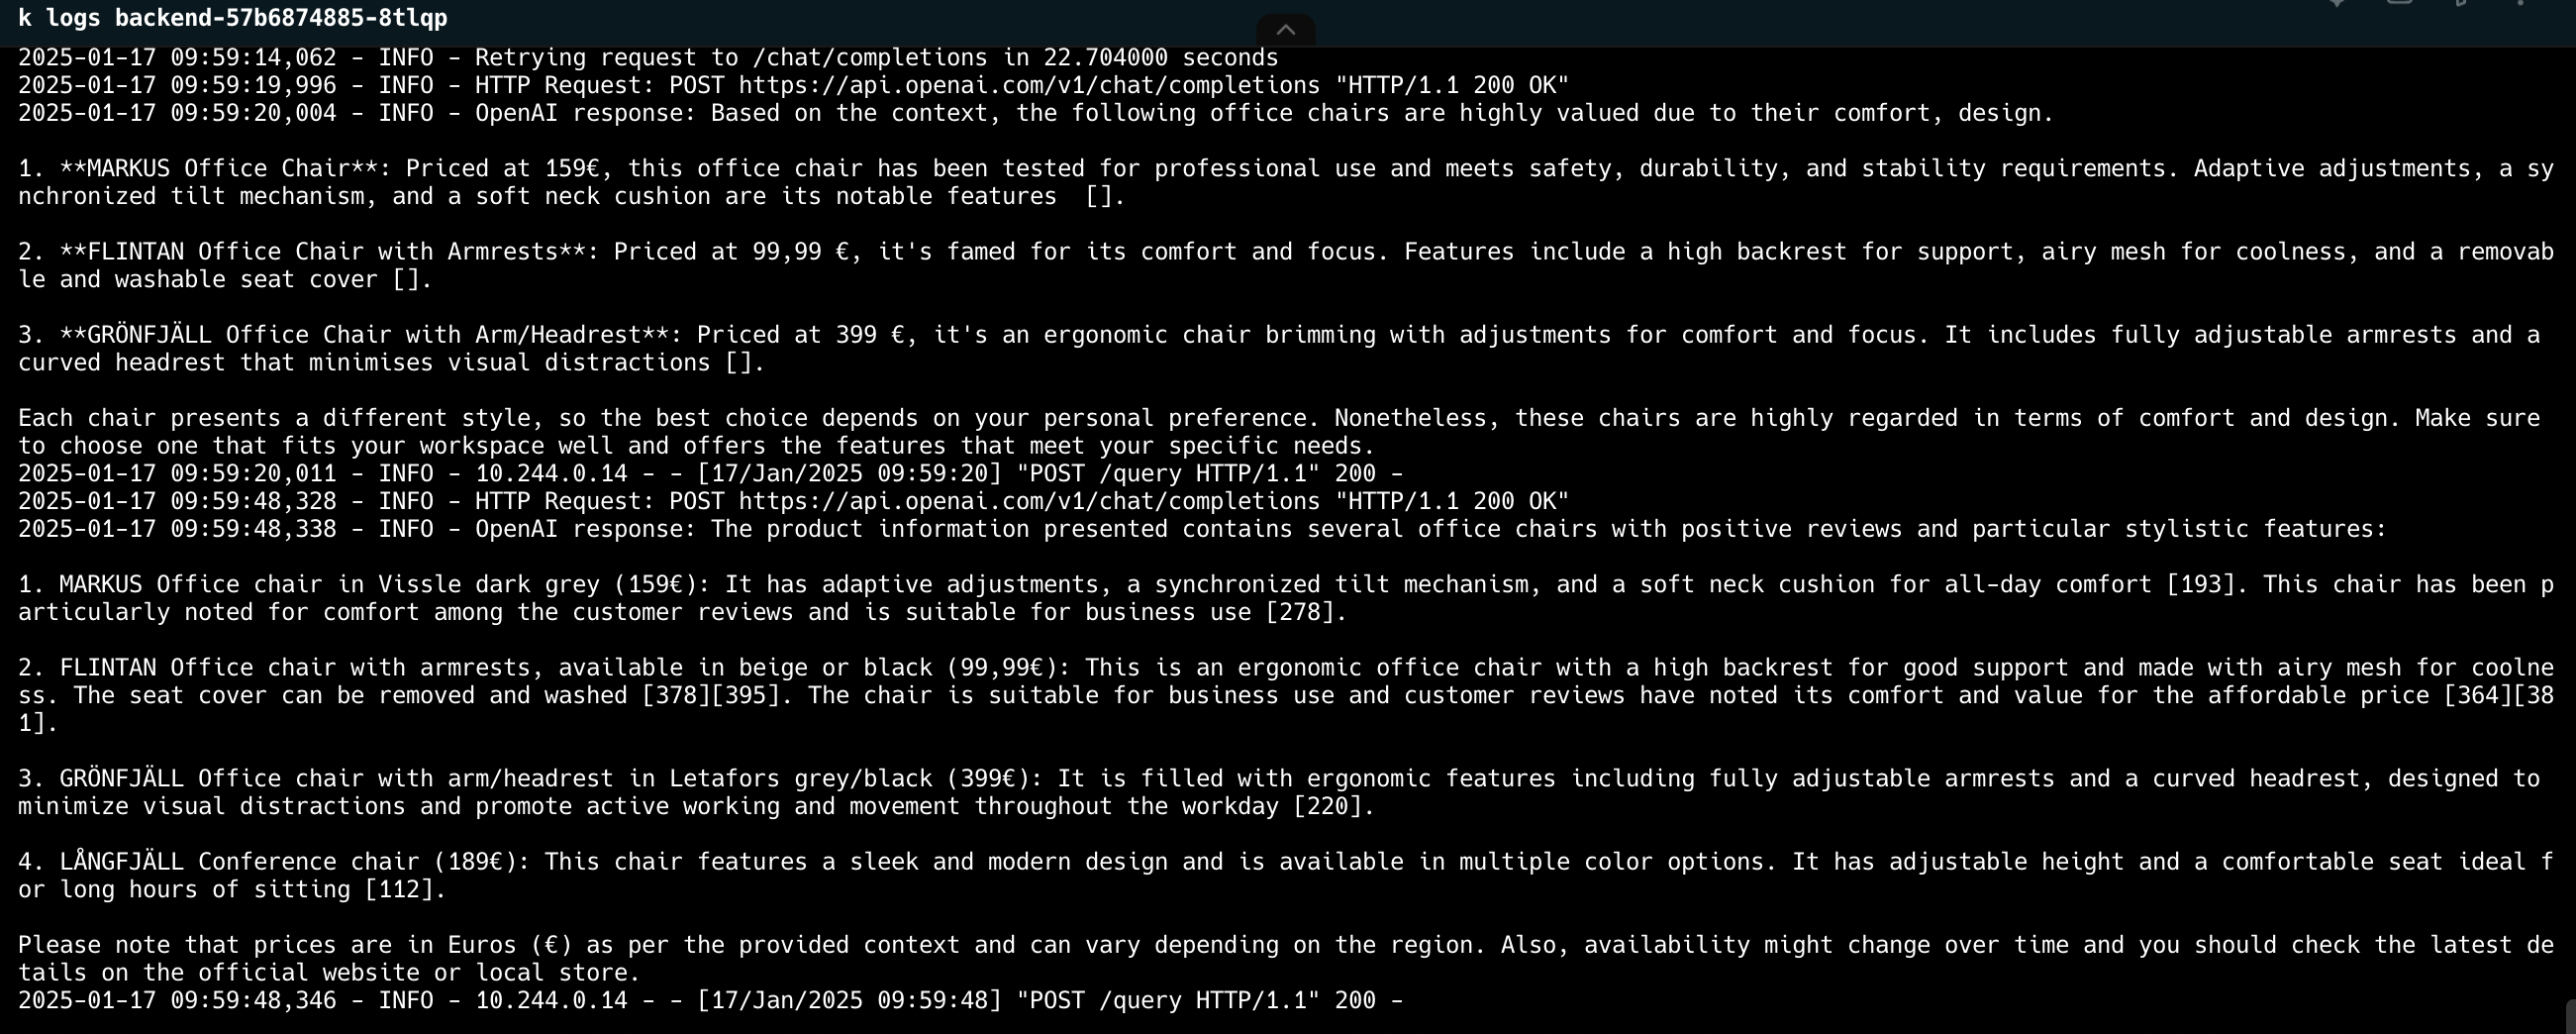 k logs backend-57b6874885-8tlqp
2025-01-17 09:59:14,062 - INFO - Retrying request to /chat/completions in 22.704000 seconds
2025-01-17 09:59:19,996 - INFO - HTTP Request: POST https://api.openai.com/v1/chat/completions "HTTP/1.1 200 OK"
2025-01-17 09:59:20,004 - INFO - OpenAI response: Based on the context, the following office chairs are highly valued due to their comfort, design.
1. **MARKUS Office Chair**: Priced at 159€, this office chair has been tested for professional use and meets safety, durability, and stability requirements. Adaptive adjustments, a sy
nchronized tilt mechanism, and a soft neck cushion are its notable features  [].
2. **FLINTAN Office Chair with Armrests**: Priced at 99,99 €, it's famed for its comfort and focus. Features include a high backrest for support, airy mesh for coolness, and a removab
le and washable seat cover [].
3. **GRÖNFJÄLL Office Chair with Arm/Headrest**: Priced at 399 €, it's an ergonomic chair brimming with adjustments for comfort and focus. It includes fully adjustable armrests and a
curved headrest that minimises visual distractions [].
Each chair presents a different style, so the best choice depends on your personal preference. Nonetheless, these chairs are highly regarded in terms of comfort and design. Make sure
to choose one that fits your workspace well and offers the features that meet your specific needs.
2025-01-17 09:59:20,011 - INFO - 10.244.0.14 - - [17/Jan/2025 09:59:20] "POST /query HTTP/1.1" 200 -
2025-01-17 09:59:48,328 - INFO - HTTP Request: POST https://api.openai.com/v1/chat/completions "HTTP/1.1 200 OK"
2025-01-17 09:59:48,338 - INFO - OpenAI response: The product information presented contains several office chairs with positive reviews and particular stylistic features:
1. MARKUS Office chair in Vissle dark grey (159€): It has adaptive adjustments, a synchronized tilt mechanism, and a soft neck cushion for all-day comfort [193]. This chair has been p
articularly noted for comfort among the customer reviews and is suitable for business use [278].
2. FLINTAN Office chair with armrests, available in beige or black (99,99€): This is an ergonomic office chair with a high backrest for good support and made with airy mesh for coolne
ss. The seat cover can be removed and washed [378][395]. The chair is suitable for business use and customer reviews have noted its comfort and value for the affordable price [364][38
1].
3. GRÖNFJÄLL Office chair with arm/headrest in Letafors grey/black (399€): It is filled with ergonomic features including fully adjustable armrests and a curved headrest, designed to
minimize visual distractions and promote active working and movement throughout the workday [220].
4. LÅNGFJÄLL Conference chair (189€): This chair features a sleek and modern design and is available in multiple color options. It has adjustable height and a comfortable seat ideal f
or long hours of sitting [112].
Please note that prices are in Euros (€) as per the provided context and can vary depending on the region. Also, availability might change over time and you should check the latest de
tails on the official website or local store.
2025-01-17 09:59:48,346 - INFO - 10.244.0.14 - - [17/Jan/2025 09:59:48] "POST /query HTTP/1.1" 200 -